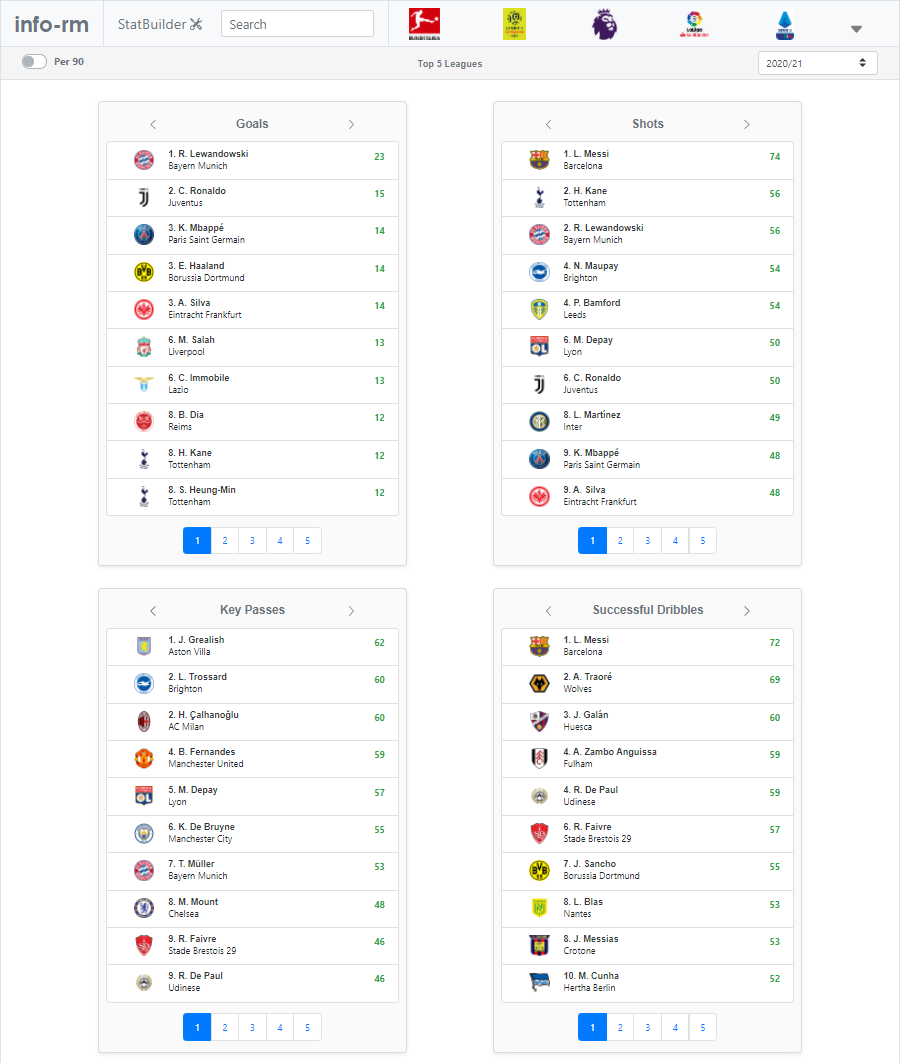 info-rm
StatBuilder
Search
BUNDESLIGA
LaLiga
Santander
Per 90
Top 5 Leagues
2020/21
Goals
1. R. Lewandowski 23
Bayern Munich
2. C. Ronaldo 15
Juventus
3. K. Mbappé 14
Paris Saint Germain
3. E. Haaland 14
Borussia Dortmund
3. A. Silva 14
Eintracht Frankfurt
6. M. Salah 13
Liverpool
6. C. Immobile 13
Lazio
8. B. Dia 12
Reims
8. H. Kane 12
Tottenham
8. S. Heung-Min 12
Tottenham
1 2 3 4 5
Shots
1. L. Messi 74
Barcelona
2. H. Kane 56
Tottenham
2. R. Lewandowski 56
Bayern Munich
4. N. Maupay 54
Brighton
4. P. Bamford 54
Leeds
6. M. Depay 50
Lyon
6. C. Ronaldo 50
Juventus
8. L. Martínez 49
Inter
9. K. Mbappé 48
Paris Saint Germain
9. A. Silva 48
Eintracht Frankfurt
1 2 3 4 5
Key Passes
1. J. Grealish 62
Aston Villa
2. L. Trossard 60
Brighton
2. H. Çalhanoğlu 60
AC Milan
4. B. Fernandes 59
Manchester United
5. M. Depay 57
Lyon
6. K. De Bruyne 55
Manchester City
7. T. Müller 53
Bayern Munich
8. M. Mount 48
Chelsea
9. R. Faivre 46
Stade Brestois 29
9. R. De Paul 46
Udinese
1 2 3 4 5
Successful Dribbles
1. L. Messi 72
Barcelona
2. A. Traoré 69
Wolves
3. J. Galán 60
Huesca
4. A. Zambo Anguissa 59
Fulham
4. R. De Paul 59
Udinese
6. R. Faivre 57
Stade Brestois 29
7. J. Sancho 55
Borussia Dortmund
8. L. Blas 53
Nantes
8. J. Messias 53
Crotone
10. M. Cunha 52
Hertha Berlin
1 2 3 4 5